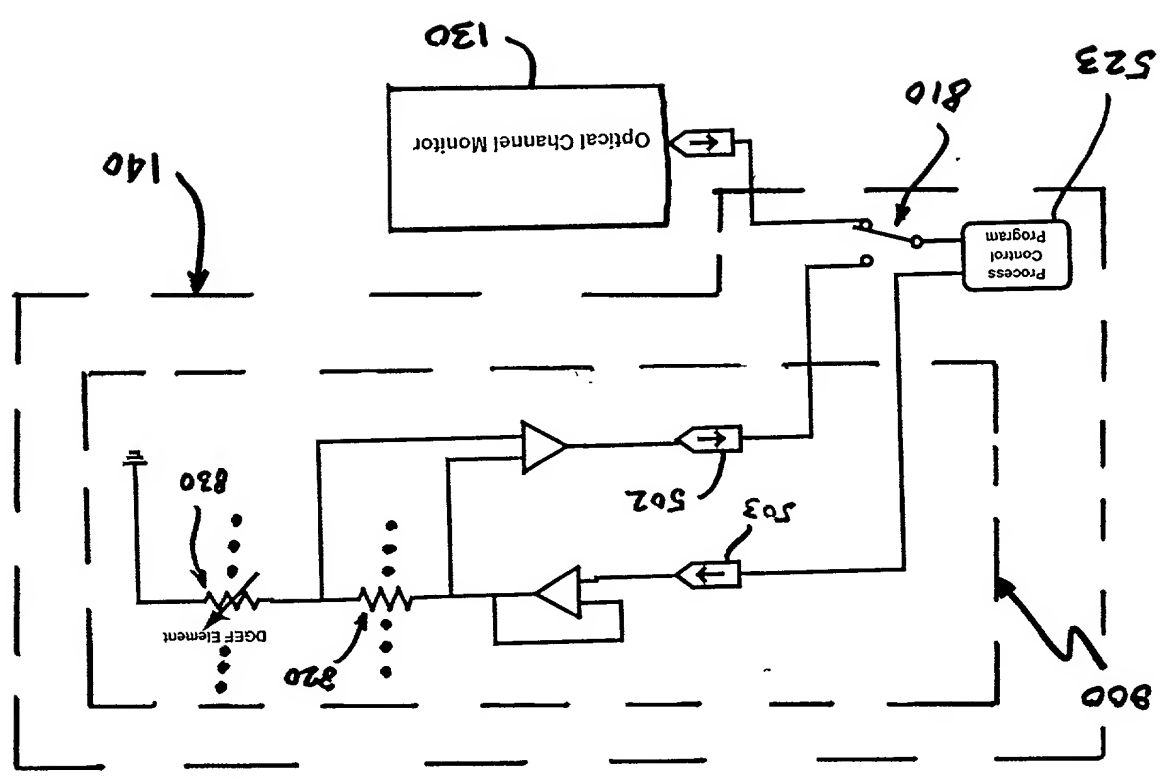 800
820
DGEF Element
503
830
502
Process
Control
Program
140
Optical Channel Monitor
810
523
130